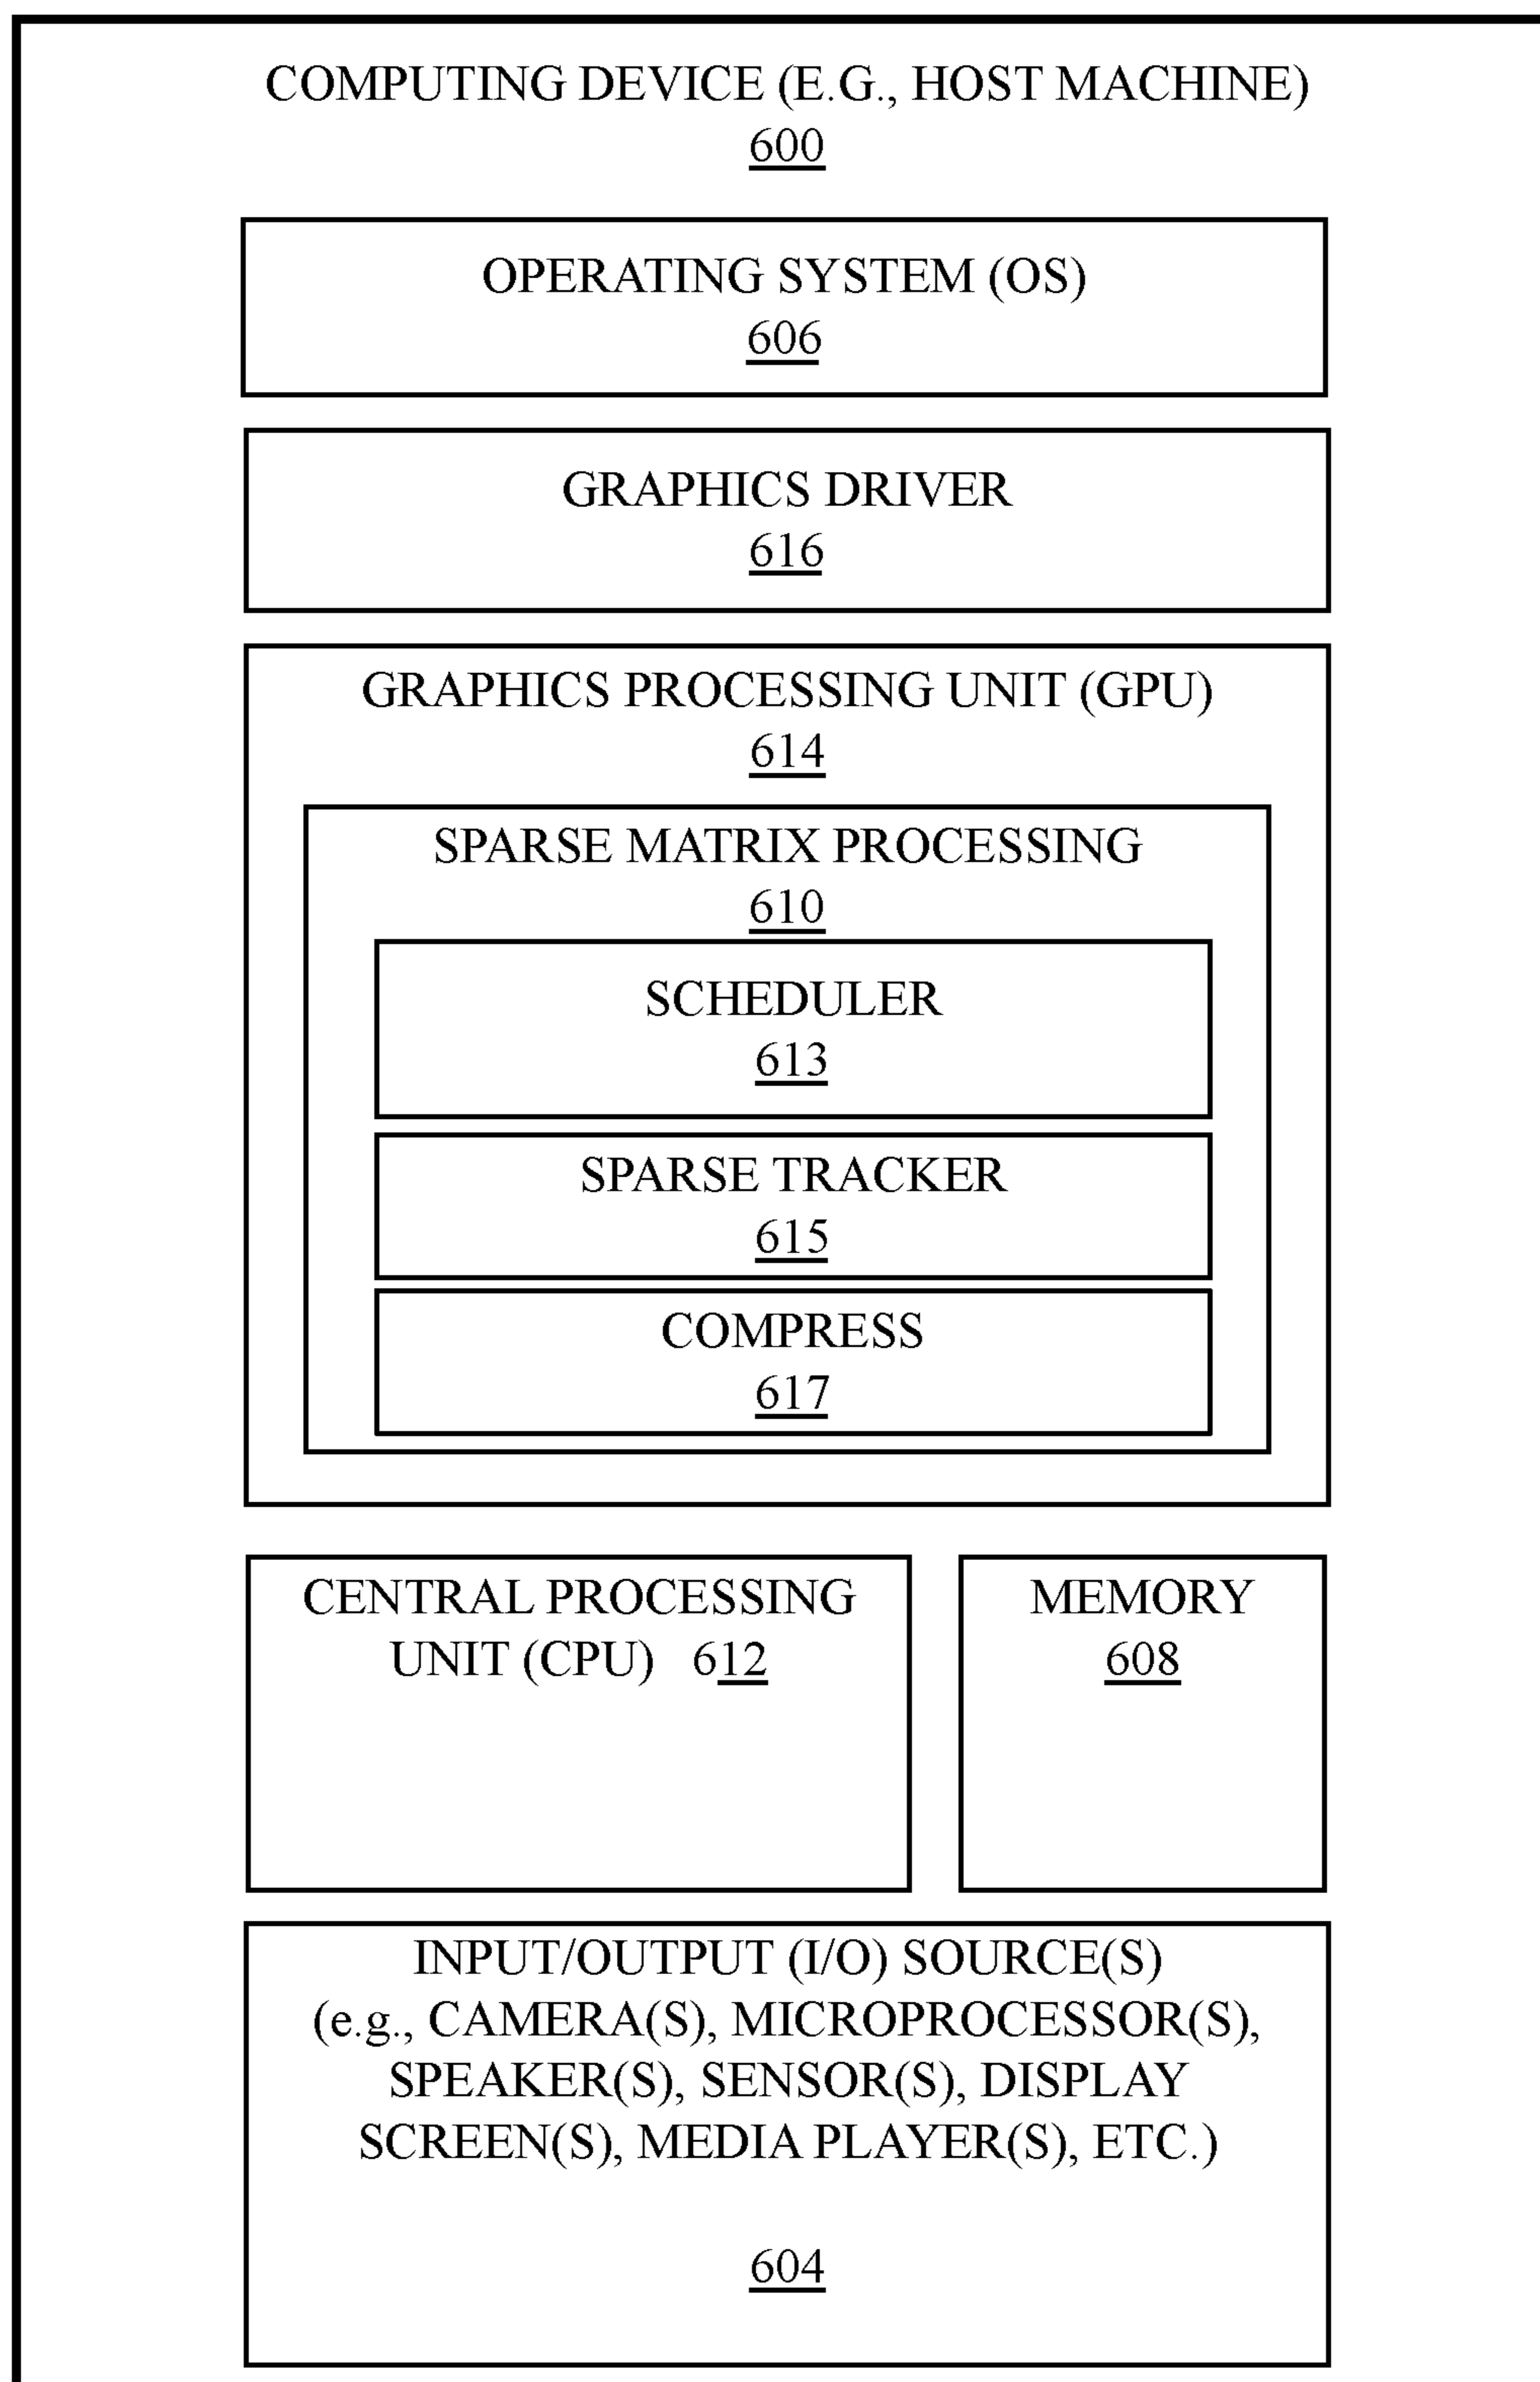 COMPUTING DEVICE (E.G., HOST MACHINE)
600
OPERATING SYSTEM (OS)
606
GRAPHICS DRIVER
616
GRAPHICS PROCESSING UNIT (GPU)
614
SPARSE MATRIX PROCESSING
610
SCHEDULER
613
SPARSE TRACKER
615
COMPRESS
617
CENTRAL PROCESSING
UNIT (CPU) 612
MEMORY
608
INPUT/OUTPUT (I/O) SOURCE(S)
(e.g., CAMERA(S), MICROPROCESSOR(S),
SPEAKER(S), SENSOR(S), DISPLAY
SCREEN(S), MEDIA PLAYER(S), ETC.)
604